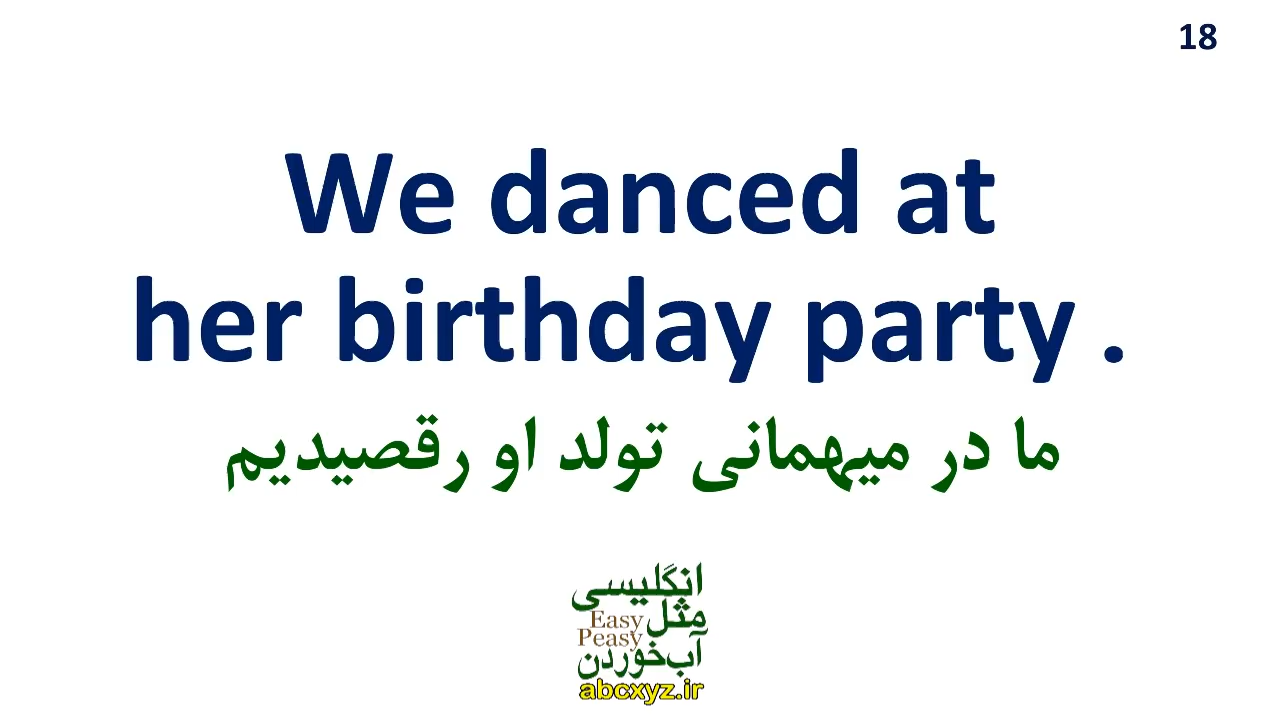 18
We danced at
her birthday party .
ما در میهمانی تولد او رقصیدیم
انگلیسی
مثل
Easy
Peasy
آب‌خوردن
abcxyz.ir